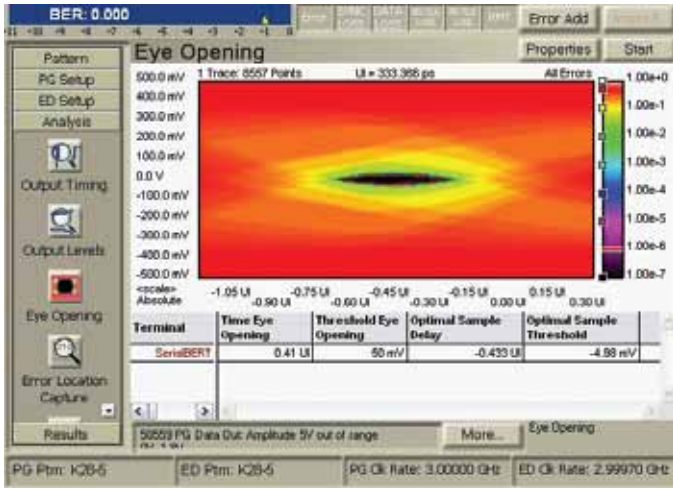 BER: 0.000
Error
Error Add
Eye Opening
Properties
Start
Pattern
PG Setup
ED Setup
Analysis
Output Timing
Output Levels
Eye Opening
Error Location
Capture
Results
1 Trace: 8557 Points
UI = 333.366 ps
All Errors
500.0 mV
400.0 mV
300.0 mV
200.0 mV
100.0 mV
0.0 V
-100.0 mV
-200.0 mV
-300.0 mV
-400.0 mV
-500.0 mV
1.00e+0
1.00e-1
1.00e-2
1.00e-3
1.00e-4
1.00e-5
1.00e-6
1.00e-7
<scale>
Absolute
-1.05 UI -0.75 UI -0.45 UI -0.15 UI 0.15 UI
-0.90 UI -0.60 UI -0.30 UI 0.00 UI 0.30 UI
Terminal
Time Eye Opening
Threshold Eye Opening
Optimal Sample Delay
Optimal Sample Threshold
SerialBERT 0.41 UI 50 mV -0.433 UI -4.98 mV
50559 PG Data Out: Amplitude 5V out of range
More...
Eye Opening
PG Ptrn: K28-5
ED Ptrn: K28-5
PG Clk Rate: 3.00000 GHz
ED Clk Rate: 2.99970 GHz